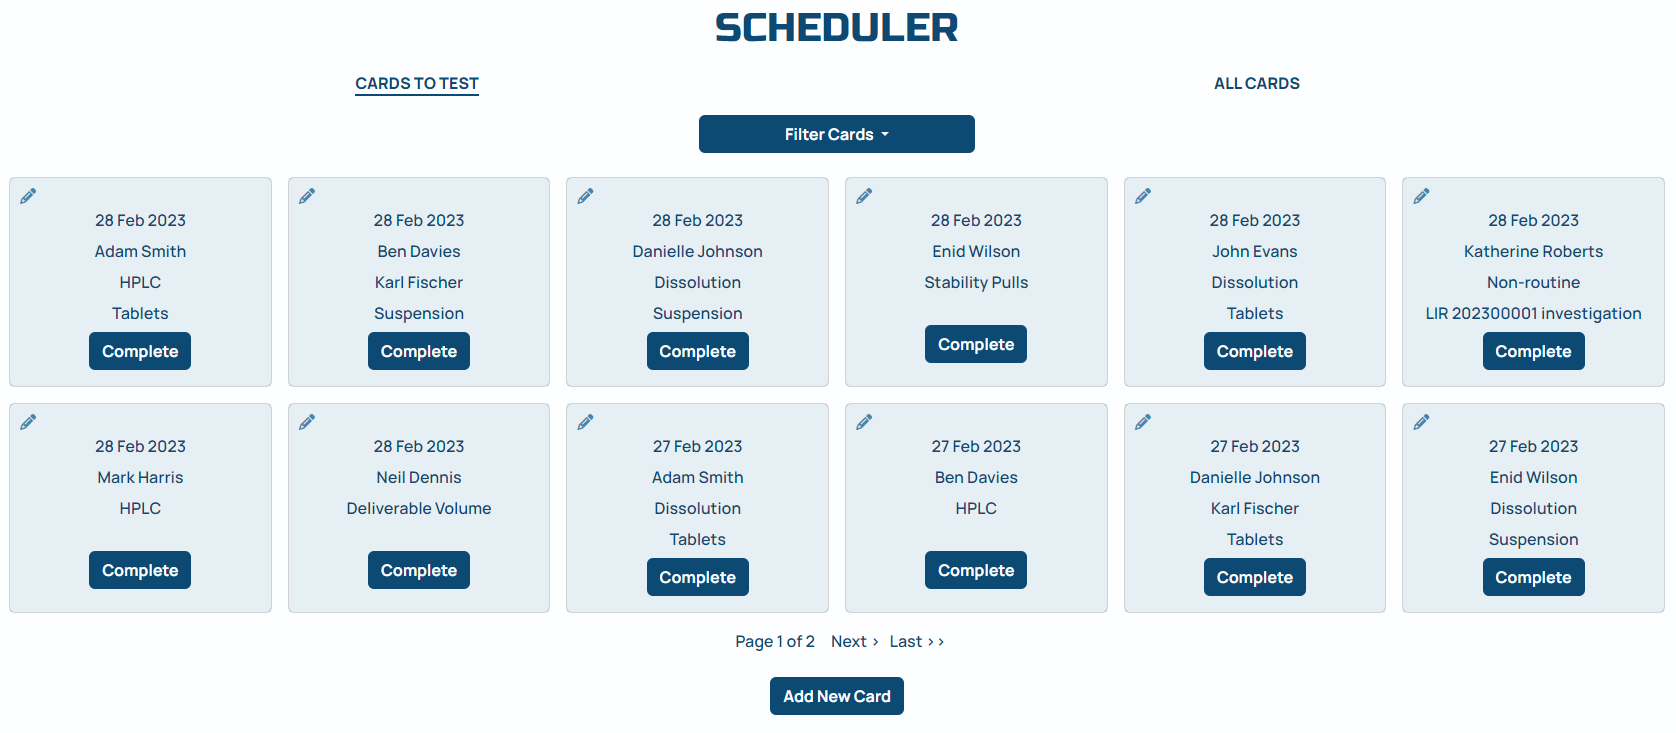 SCHEDULER
CARDS TO TEST
ALL CARDS
Filter Cards
28 Feb 2023
Adam Smith
HPLC
Tablets
Complete
28 Feb 2023
Ben Davies
Karl Fischer
Suspension
Complete
28 Feb 2023
Danielle Johnson
Dissolution
Suspension
Complete
28 Feb 2023
Enid Wilson
Stability Pulls
Complete
28 Feb 2023
John Evans
Dissolution
Tablets
Complete
28 Feb 2023
Katherine Roberts
Non-routine
LIR 202300001 investigation
Complete
28 Feb 2023
Mark Harris
HPLC
Complete
28 Feb 2023
Neil Dennis
Deliverable Volume
Complete
27 Feb 2023
Adam Smith
Dissolution
Tablets
Complete
27 Feb 2023
Ben Davies
HPLC
Complete
27 Feb 2023
Danielle Johnson
Karl Fischer
Tablets
Complete
27 Feb 2023
Enid Wilson
Dissolution
Suspension
Complete
Page 1 of 2 Next > Last >>
Add New Card